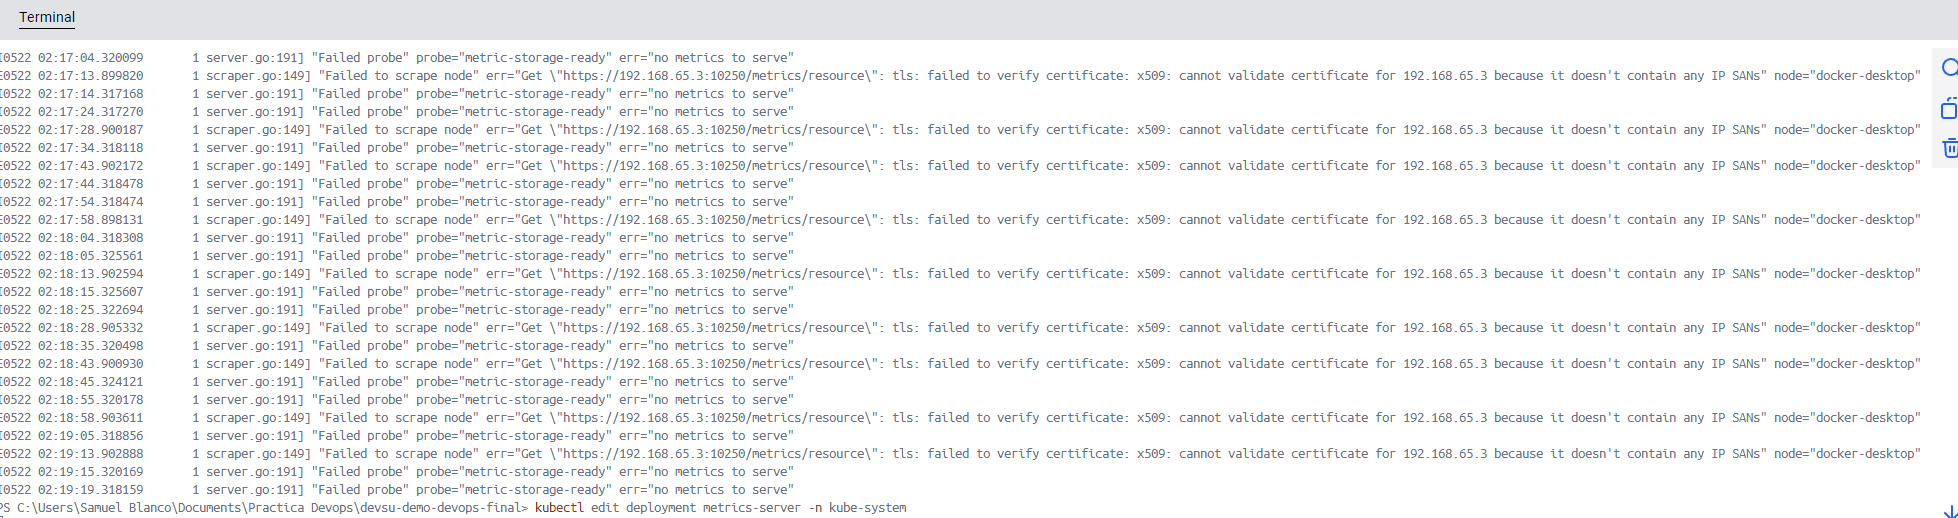 Terminal
I0522 02:17:04.320099       1 server.go:191] "Failed probe" probe="metric-storage-ready" err="no metrics to serve"
E0522 02:17:13.899820       1 scraper.go:149] "Failed to scrape node" err="Get \"https://192.168.65.3:10250/metrics/resource\": tls: failed to verify certificate: x509: cannot validate certificate for 192.168.65.3 because it doesn't contain any IP SANs" node="docker-desktop"
I0522 02:17:14.317168       1 server.go:191] "Failed probe" probe="metric-storage-ready" err="no metrics to serve"
I0522 02:17:24.317270       1 server.go:191] "Failed probe" probe="metric-storage-ready" err="no metrics to serve"
E0522 02:17:28.900187       1 scraper.go:149] "Failed to scrape node" err="Get \"https://192.168.65.3:10250/metrics/resource\": tls: failed to verify certificate: x509: cannot validate certificate for 192.168.65.3 because it doesn't contain any IP SANs" node="docker-desktop"
I0522 02:17:34.318118       1 server.go:191] "Failed probe" probe="metric-storage-ready" err="no metrics to serve"
E0522 02:17:43.902172       1 scraper.go:149] "Failed to scrape node" err="Get \"https://192.168.65.3:10250/metrics/resource\": tls: failed to verify certificate: x509: cannot validate certificate for 192.168.65.3 because it doesn't contain any IP SANs" node="docker-desktop"
I0522 02:17:44.318478       1 server.go:191] "Failed probe" probe="metric-storage-ready" err="no metrics to serve"
I0522 02:17:54.318474       1 server.go:191] "Failed probe" probe="metric-storage-ready" err="no metrics to serve"
E0522 02:17:58.898131       1 scraper.go:149] "Failed to scrape node" err="Get \"https://192.168.65.3:10250/metrics/resource\": tls: failed to verify certificate: x509: cannot validate certificate for 192.168.65.3 because it doesn't contain any IP SANs" node="docker-desktop"
I0522 02:18:04.318308       1 server.go:191] "Failed probe" probe="metric-storage-ready" err="no metrics to serve"
I0522 02:18:05.325561       1 server.go:191] "Failed probe" probe="metric-storage-ready" err="no metrics to serve"
E0522 02:18:13.902594       1 scraper.go:149] "Failed to scrape node" err="Get \"https://192.168.65.3:10250/metrics/resource\": tls: failed to verify certificate: x509: cannot validate certificate for 192.168.65.3 because it doesn't contain any IP SANs" node="docker-desktop"
I0522 02:18:15.325607       1 server.go:191] "Failed probe" probe="metric-storage-ready" err="no metrics to serve"
I0522 02:18:25.322694       1 server.go:191] "Failed probe" probe="metric-storage-ready" err="no metrics to serve"
E0522 02:18:28.905332       1 scraper.go:149] "Failed to scrape node" err="Get \"https://192.168.65.3:10250/metrics/resource\": tls: failed to verify certificate: x509: cannot validate certificate for 192.168.65.3 because it doesn't contain any IP SANs" node="docker-desktop"
I0522 02:18:35.320498       1 server.go:191] "Failed probe" probe="metric-storage-ready" err="no metrics to serve"
E0522 02:18:43.900930       1 scraper.go:149] "Failed to scrape node" err="Get \"https://192.168.65.3:10250/metrics/resource\": tls: failed to verify certificate: x509: cannot validate certificate for 192.168.65.3 because it doesn't contain any IP SANs" node="docker-desktop"
I0522 02:18:45.324121       1 server.go:191] "Failed probe" probe="metric-storage-ready" err="no metrics to serve"
I0522 02:18:55.320178       1 server.go:191] "Failed probe" probe="metric-storage-ready" err="no metrics to serve"
E0522 02:18:58.903611       1 scraper.go:149] "Failed to scrape node" err="Get \"https://192.168.65.3:10250/metrics/resource\": tls: failed to verify certificate: x509: cannot validate certificate for 192.168.65.3 because it doesn't contain any IP SANs" node="docker-desktop"
I0522 02:19:05.318856       1 server.go:191] "Failed probe" probe="metric-storage-ready" err="no metrics to serve"
E0522 02:19:13.902888       1 scraper.go:149] "Failed to scrape node" err="Get \"https://192.168.65.3:10250/metrics/resource\": tls: failed to verify certificate: x509: cannot validate certificate for 192.168.65.3 because it doesn't contain any IP SANs" node="docker-desktop"
I0522 02:19:15.320169       1 server.go:191] "Failed probe" probe="metric-storage-ready" err="no metrics to serve"
I0522 02:19:19.318159       1 server.go:191] "Failed probe" probe="metric-storage-ready" err="no metrics to serve"
PS C:\Users\Samuel Blanco\Documents\Practica Devops\devsu-demo-devops-final> kubectl edit deployment metrics-server -n kube-system